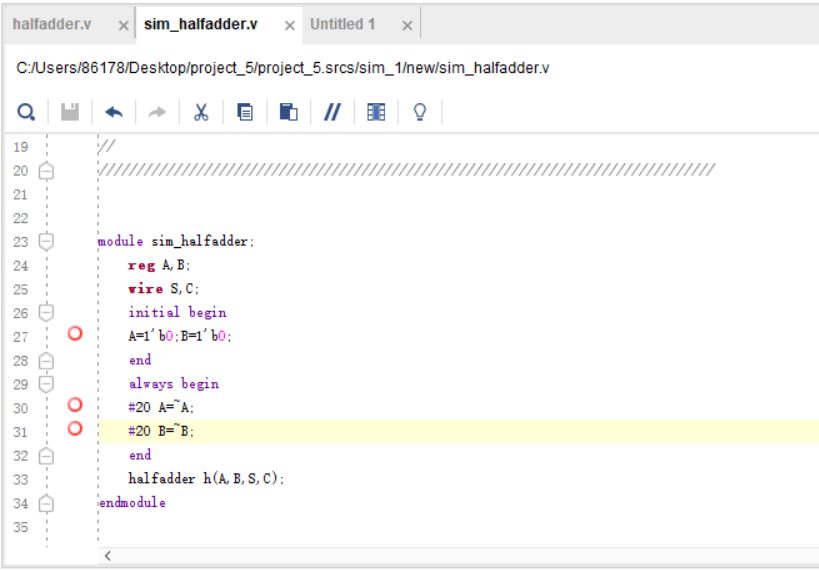 halfadder.v × sim_halfadder.v × Untitled 1 ×
C:/Users/86178/Desktop/project_5/project_5.srcs/sim_1/new/sim_halfadder.v
19 //
20 ////////////////////////////////////////////////////////////////////////////////
21
22
23 module sim_halfadder;
24 reg A,B;
25 wire S,C;
26 initial begin
27 A=1'b0;B=1'b0;
28 end
29 always begin
30 #20 A=~A;
31 #20 B=~B;
32 end
33 halfadder h(A,B,S,C);
34 endmodule
35